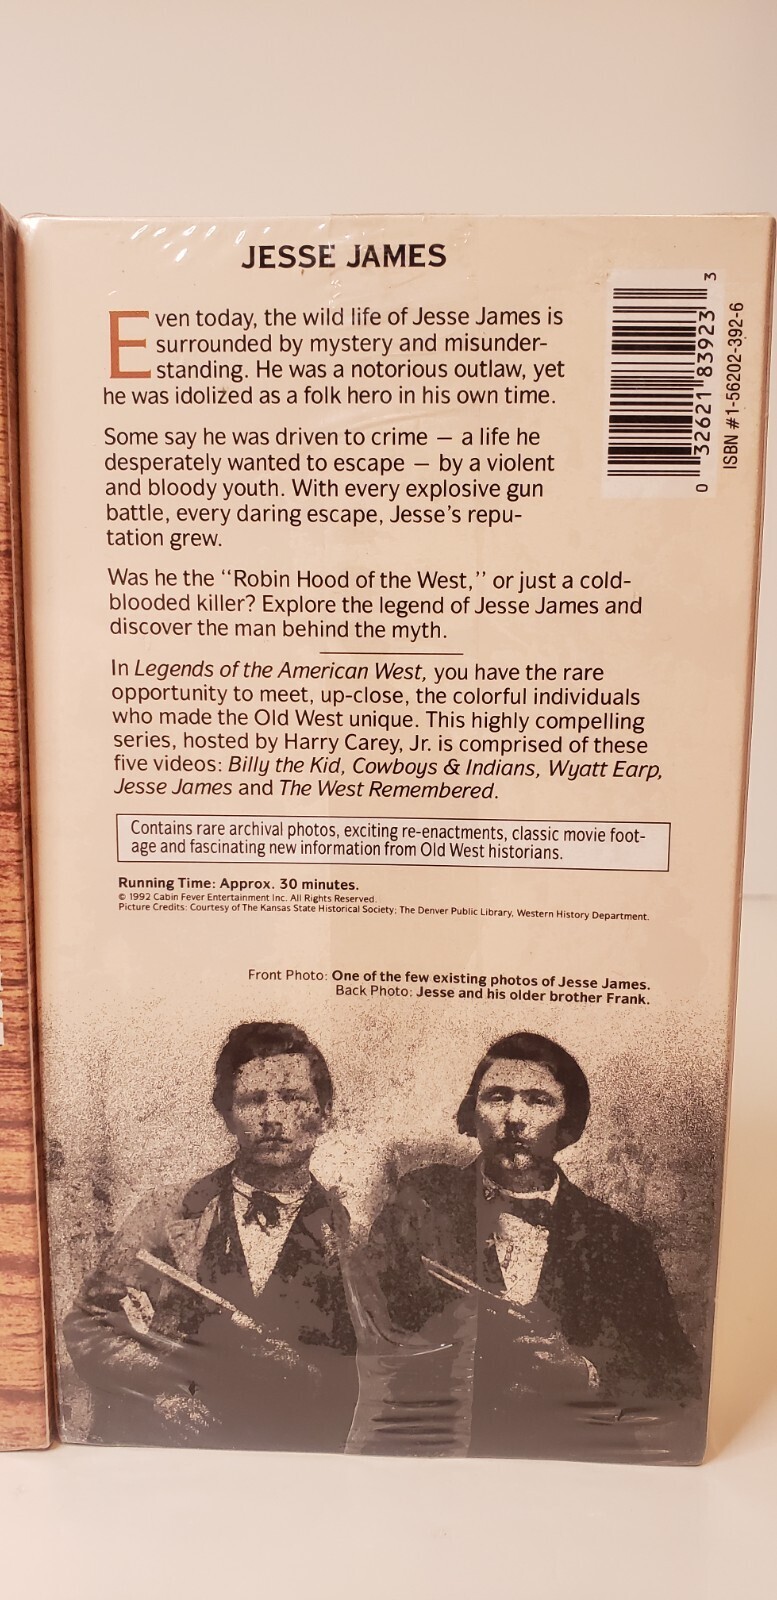 JESSE JAMES
Even today, the wild life of Jesse James is
surrounded by mystery and misunder-
standing. He was a notorious outlaw, yet
he was idolized as a folk hero in his own time.
Some say he was driven to crime — a life he
desperately wanted to escape — by a violent
and bloody youth. With every explosive gun
battle, every daring escape, Jesse's repu-
tation grew.
Was he the "Robin Hood of the West," or just a cold-
blooded killer? Explore the legend of Jesse James and
discover the man behind the myth.
In Legends of the American West, you have the rare
opportunity to meet, up-close, the colorful individuals
who made the Old West unique. This highly compelling
series, hosted by Harry Carey, Jr. is comprised of these
five videos: Billy the Kid, Cowboys & Indians, Wyatt Earp,
Jesse James and The West Remembered.
Contains rare archival photos, exciting re-enactments, classic movie foot-
age and fascinating new information from Old West historians.
Running Time: Approx. 30 minutes.
© 1992 Cabin Fever Entertainment Inc. All Rights Reserved.
Picture Credits: Courtesy of The Kansas State Historical Society; The Denver Public Library, Western History Department.
Front Photo: One of the few existing photos of Jesse James.
Back Photo: Jesse and his older brother Frank.
0 32621 83923 3
ISBN #1-56202-392-6